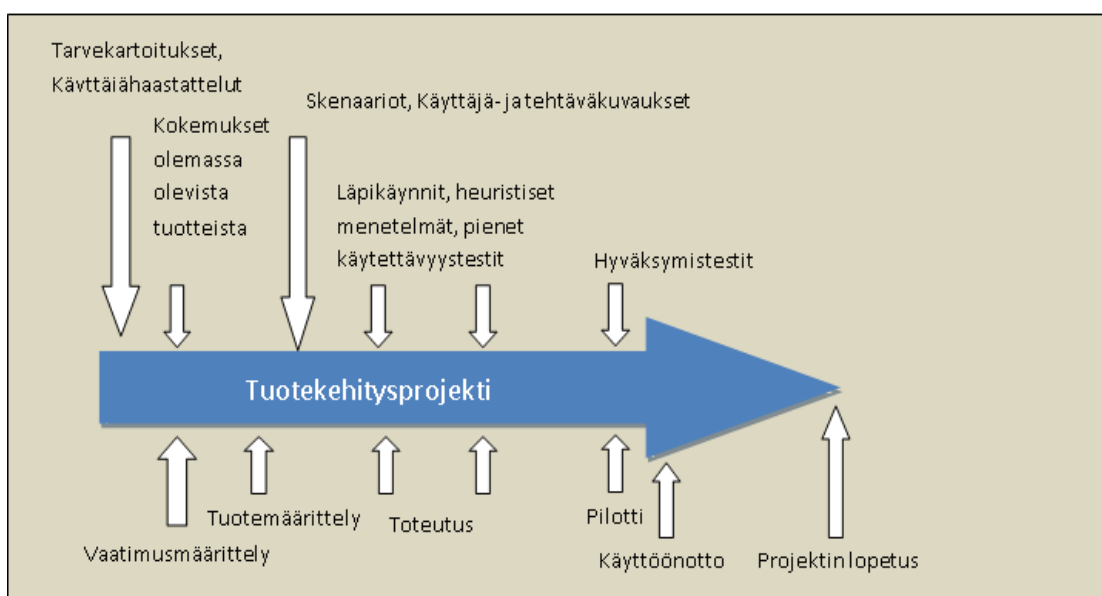 Tarvekartoitukset,
Käyttäjähaastattelut
Skenaariot, Käyttäjä- ja tehtäväkuvaukset
Kokemukset
olemassa
olevista
tuotteista
Läpikäynnit, heuristiset
menetelmät, pienet
käytettävyystestit
Hyväksymistestit
Tuotekehitysprojekti
Tuotemäärittely
Toteutus
Pilotti
Vaatimusmäärittely
Käyttöönotto
Projektin lopetus